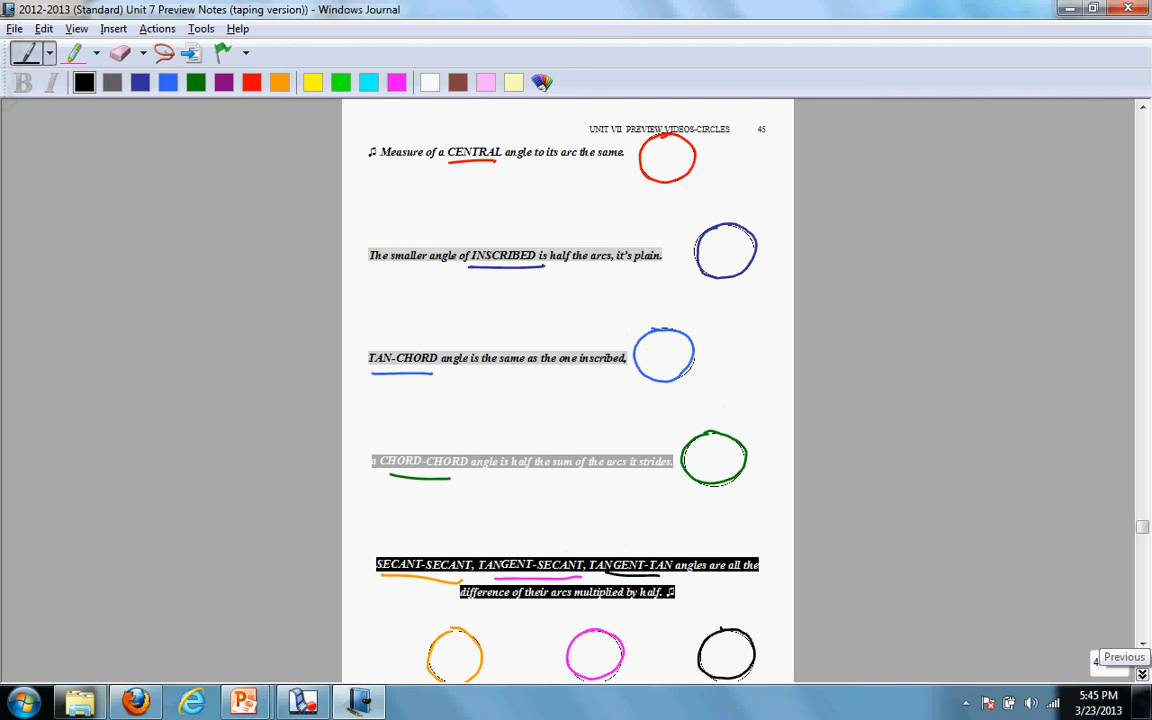 2012-2013 (Standard) Unit 7 Preview Notes (taping version)) - Windows Journal
File Edit View Insert Actions Tools Help
B I
UNIT VII PREVIEW VIDEOS-CIRCLES 45
♫ Measure of a CENTRAL angle to its arc the same.
The smaller angle of INSCRIBED is half the arcs, it's plain.
TAN-CHORD angle is the same as the one inscribed,
a CHORD-CHORD angle is half the sum of the arcs it strides.
SECANT-SECANT, TANGENT-SECANT, TANGENT-TAN angles are all the
difference of their arcs multiplied by half. ♫
Previous
5:45 PM
3/23/2013